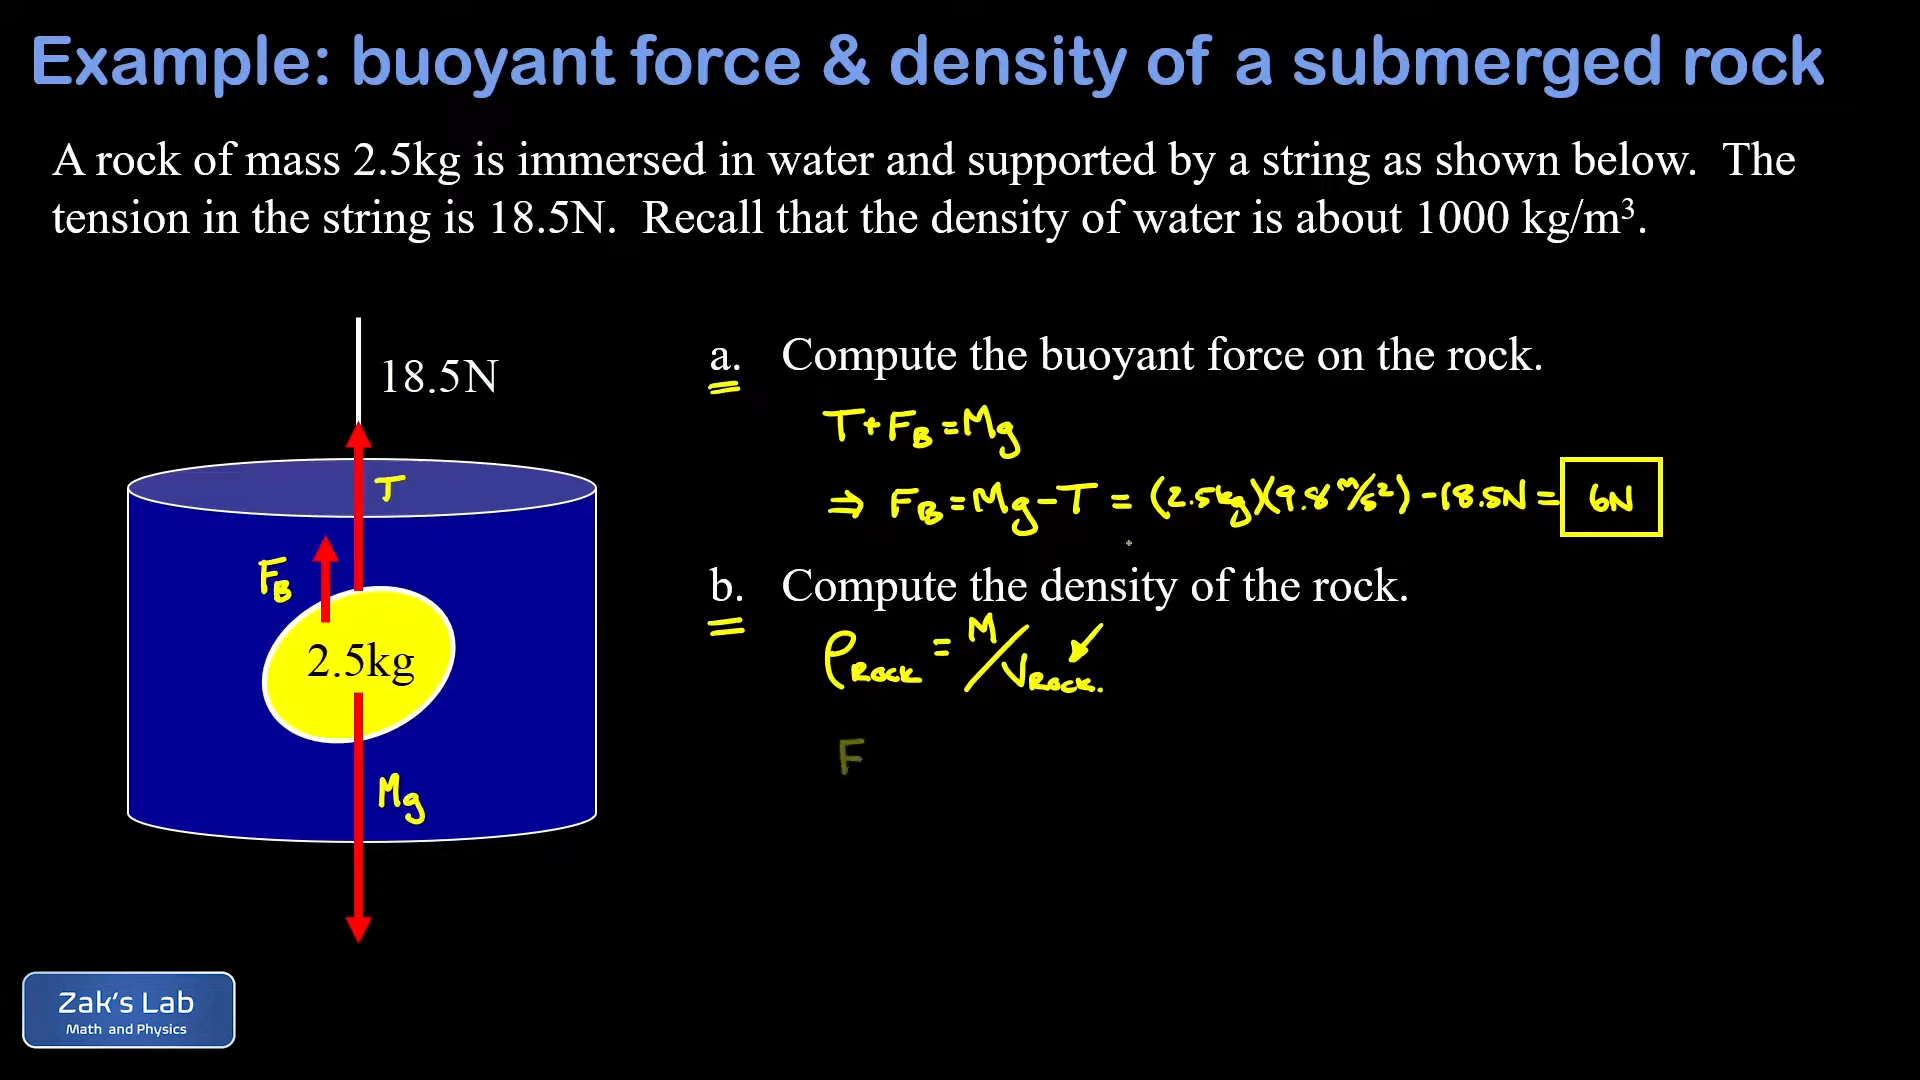 Example: buoyant force & density of a submerged rock
A rock of mass 2.5kg is immersed in water and supported by a string as shown below. The
tension in the string is 18.5N. Recall that the density of water is about 1000 kg/m³.
18.5N
T
F_B
2.5kg
Mg
a. Compute the buoyant force on the rock.
T+F_B=Mg
⇒ F_B=Mg-T = (2.5kg)(9.8 m/s²)-18.5N= 6N
b. Compute the density of the rock.
ρ_Rock = M/V_Rock.
F
Zak's Lab
Math and Physics